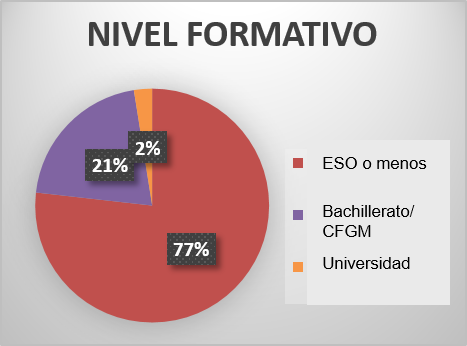 NIVEL FORMATIVO
2%
21%
77%
ESO o menos
Bachillerato/
CFGM
Universidad